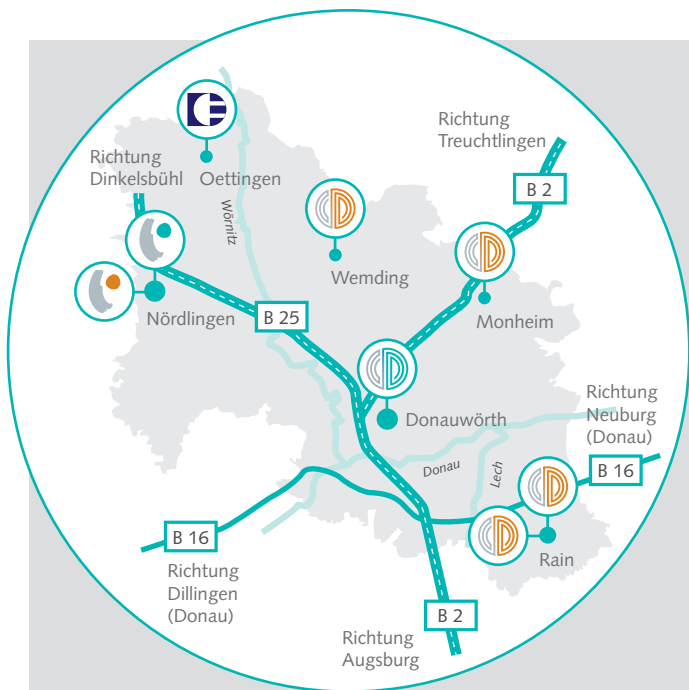 Richtung
Treuchtlingen
B 2
Richtung
Dinkelsbühl
Oettingen
Wörnitz
Wemding
Monheim
Nördlingen
B 25
Donauwörth
Richtung
Neuburg
(Donau)
Donau
Lech
B 16
Rain
B 16
Richtung
Dillingen
(Donau)
B 2
Richtung
Augsburg